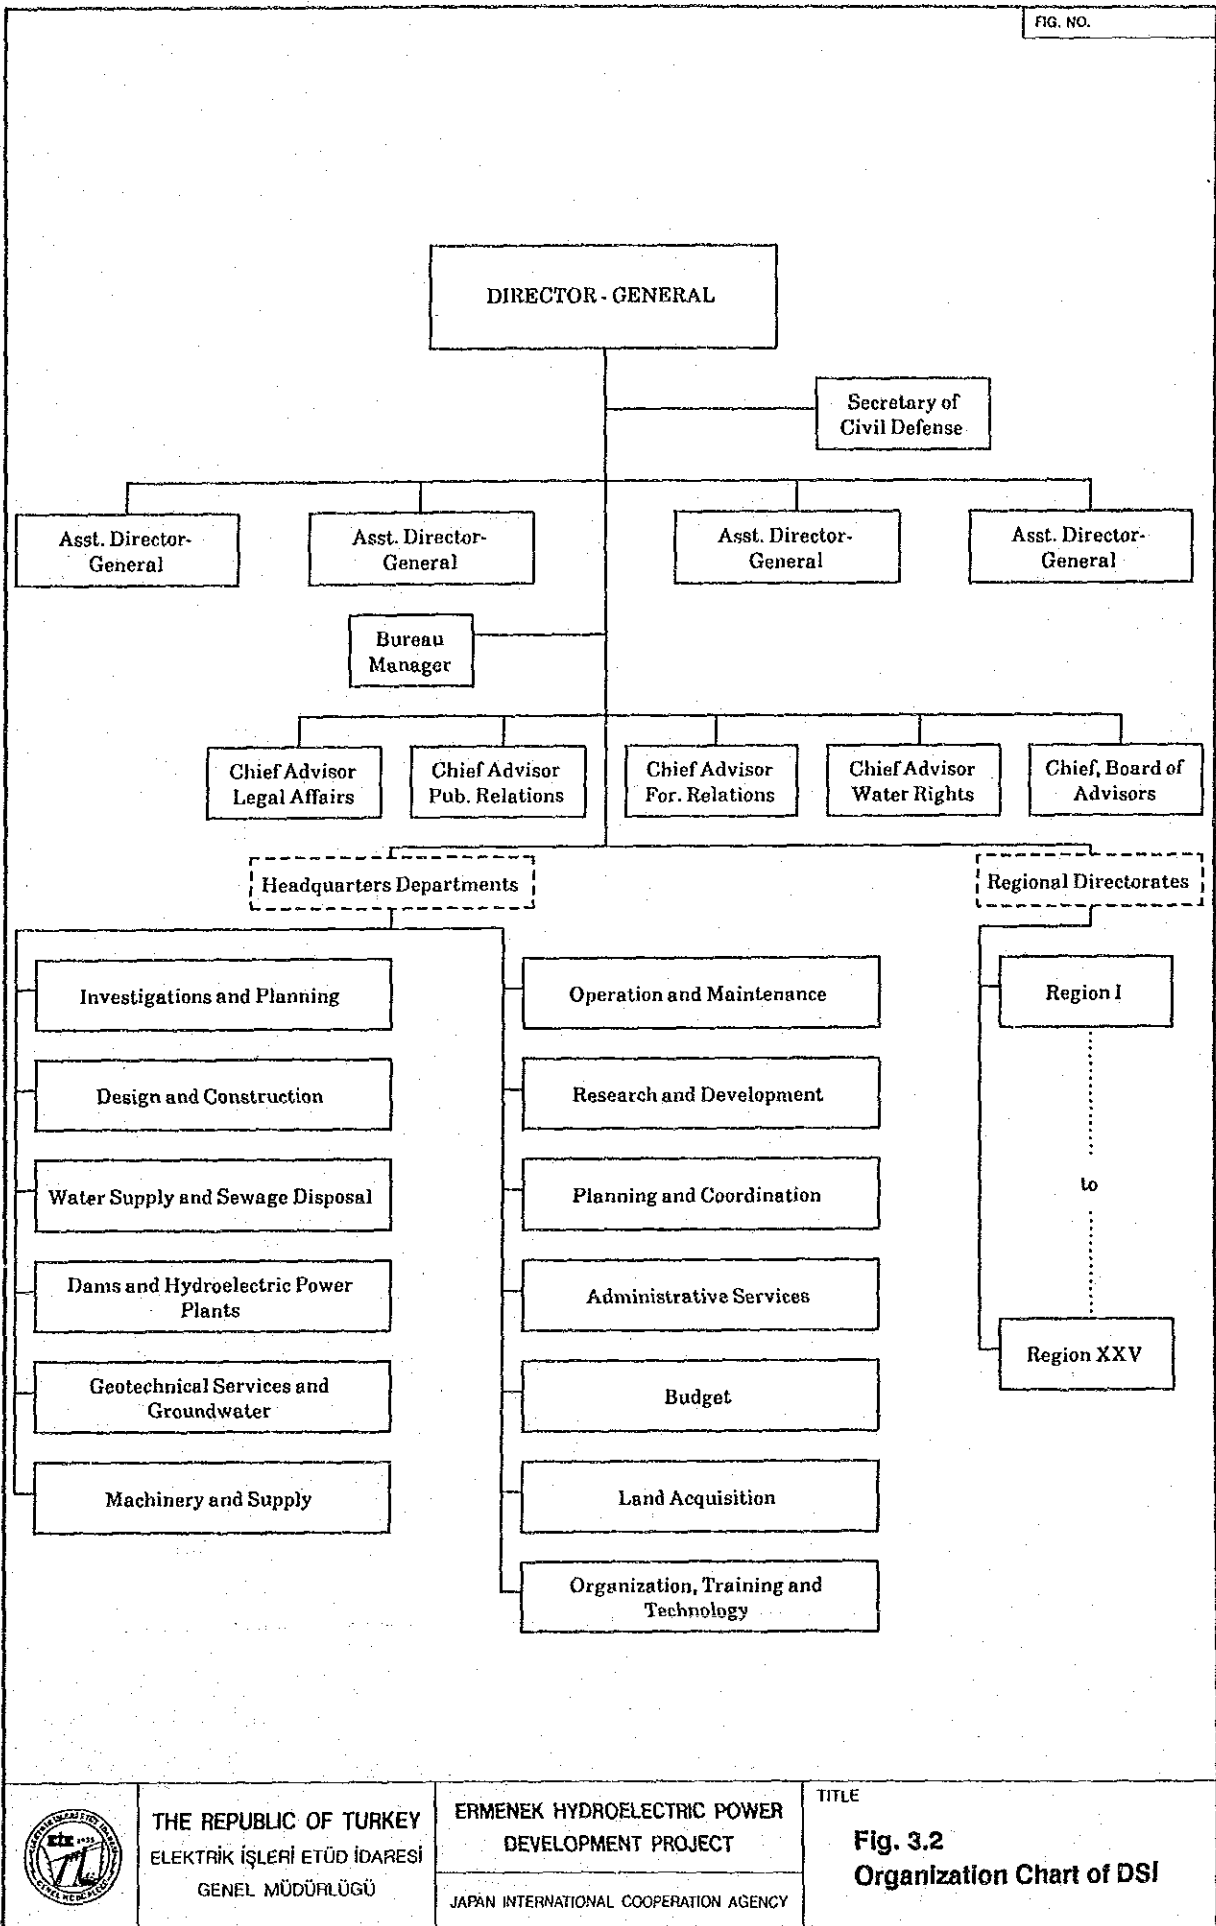 FIG. NO.
DIRECTOR - GENERAL
Secretary of
Civil Defense
Asst. Director-
General
Asst. Director-
General
Asst. Director-
General
Asst. Director-
General
Bureau
Manager
Chief Advisor
Legal Affairs
Chief Advisor
Pub. Relations
Chief Advisor
For. Relations
Chief Advisor
Water Rights
Chief, Board of
Advisors
Headquarters Departments
Regional Directorates
Investigations and Planning
Design and Construction
Water Supply and Sewage Disposal
Dams and Hydroelectric Power
Plants
Geotechnical Services and
Groundwater
Machinery and Supply
Operation and Maintenance
Research and Development
Planning and Coordination
Administrative Services
Budget
Land Acquisition
Organization, Training and
Technology
Region I
to
Region XXV
EİE 1935
THE REPUBLIC OF TURKEY
ELEKTRİK İŞLERİ ETÜD İDARESİ
GENEL MÜDÜRLÜGÜ
ERMENEK HYDROELECTRIC POWER
DEVELOPMENT PROJECT
JAPAN INTERNATIONAL COOPERATION AGENCY
TITLE
Fig. 3.2
Organization Chart of DSİ